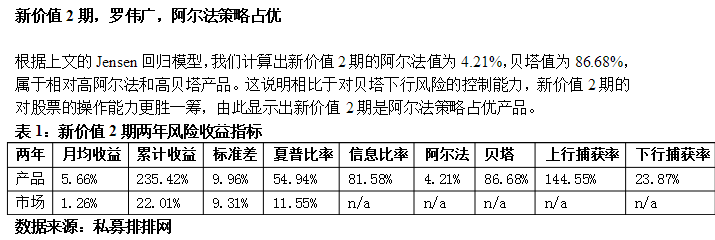 新价值 2 期，罗伟广，阿尔法策略占优
根据上文的 Jensen 回归模型，我们计算出新价值 2 期的阿尔法值为 4.21%，贝塔值为 86.68%，
属于相对高阿尔法和高贝塔产品。这说明相比于对贝塔下行风险的控制能力，新价值 2 期的
对股票的操作能力更胜一筹，由此显示出新价值 2 期是阿尔法策略占优产品。
表 1：新价值 2 期两年风险收益指标
两年 月均收益 累计收益 标准差 夏普比率 信息比率 阿尔法 贝塔 上行捕获率 下行捕获率
产品 5.66% 235.42% 9.96% 54.94% 81.58% 4.21% 86.68% 144.55% 23.87%
市场 1.26% 22.01% 9.31% 11.55% n/a n/a n/a n/a n/a
数据来源：私募排排网